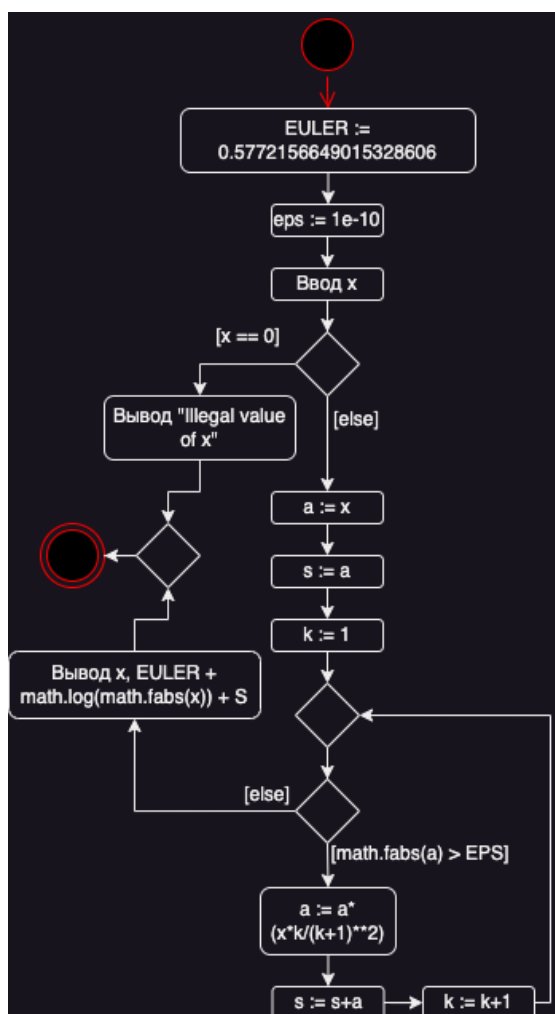 EULER :=
0.5772156649015328606
eps := 1e-10
Ввод x
[x == 0]
[else]
Вывод "Illegal value
of x"
a := x
s := a
k := 1
Вывод x, EULER +
math.log(math.fabs(x)) + S
[else]
[math.fabs(a) > EPS]
a := a*
(x*k/(k+1)**2)
s := s+a
k := k+1